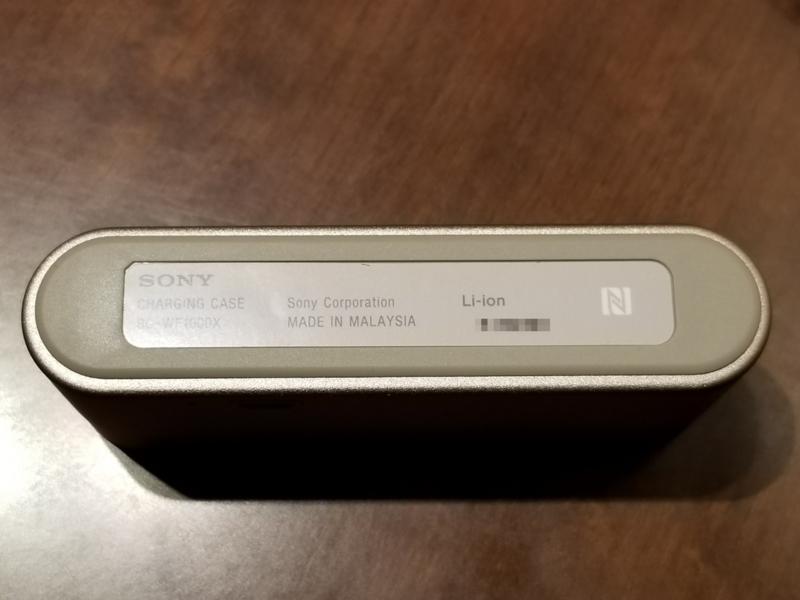 SONY
CHARGING CASE
BC-WF1000X
Sony Corporation
MADE IN MALAYSIA
Li-ion